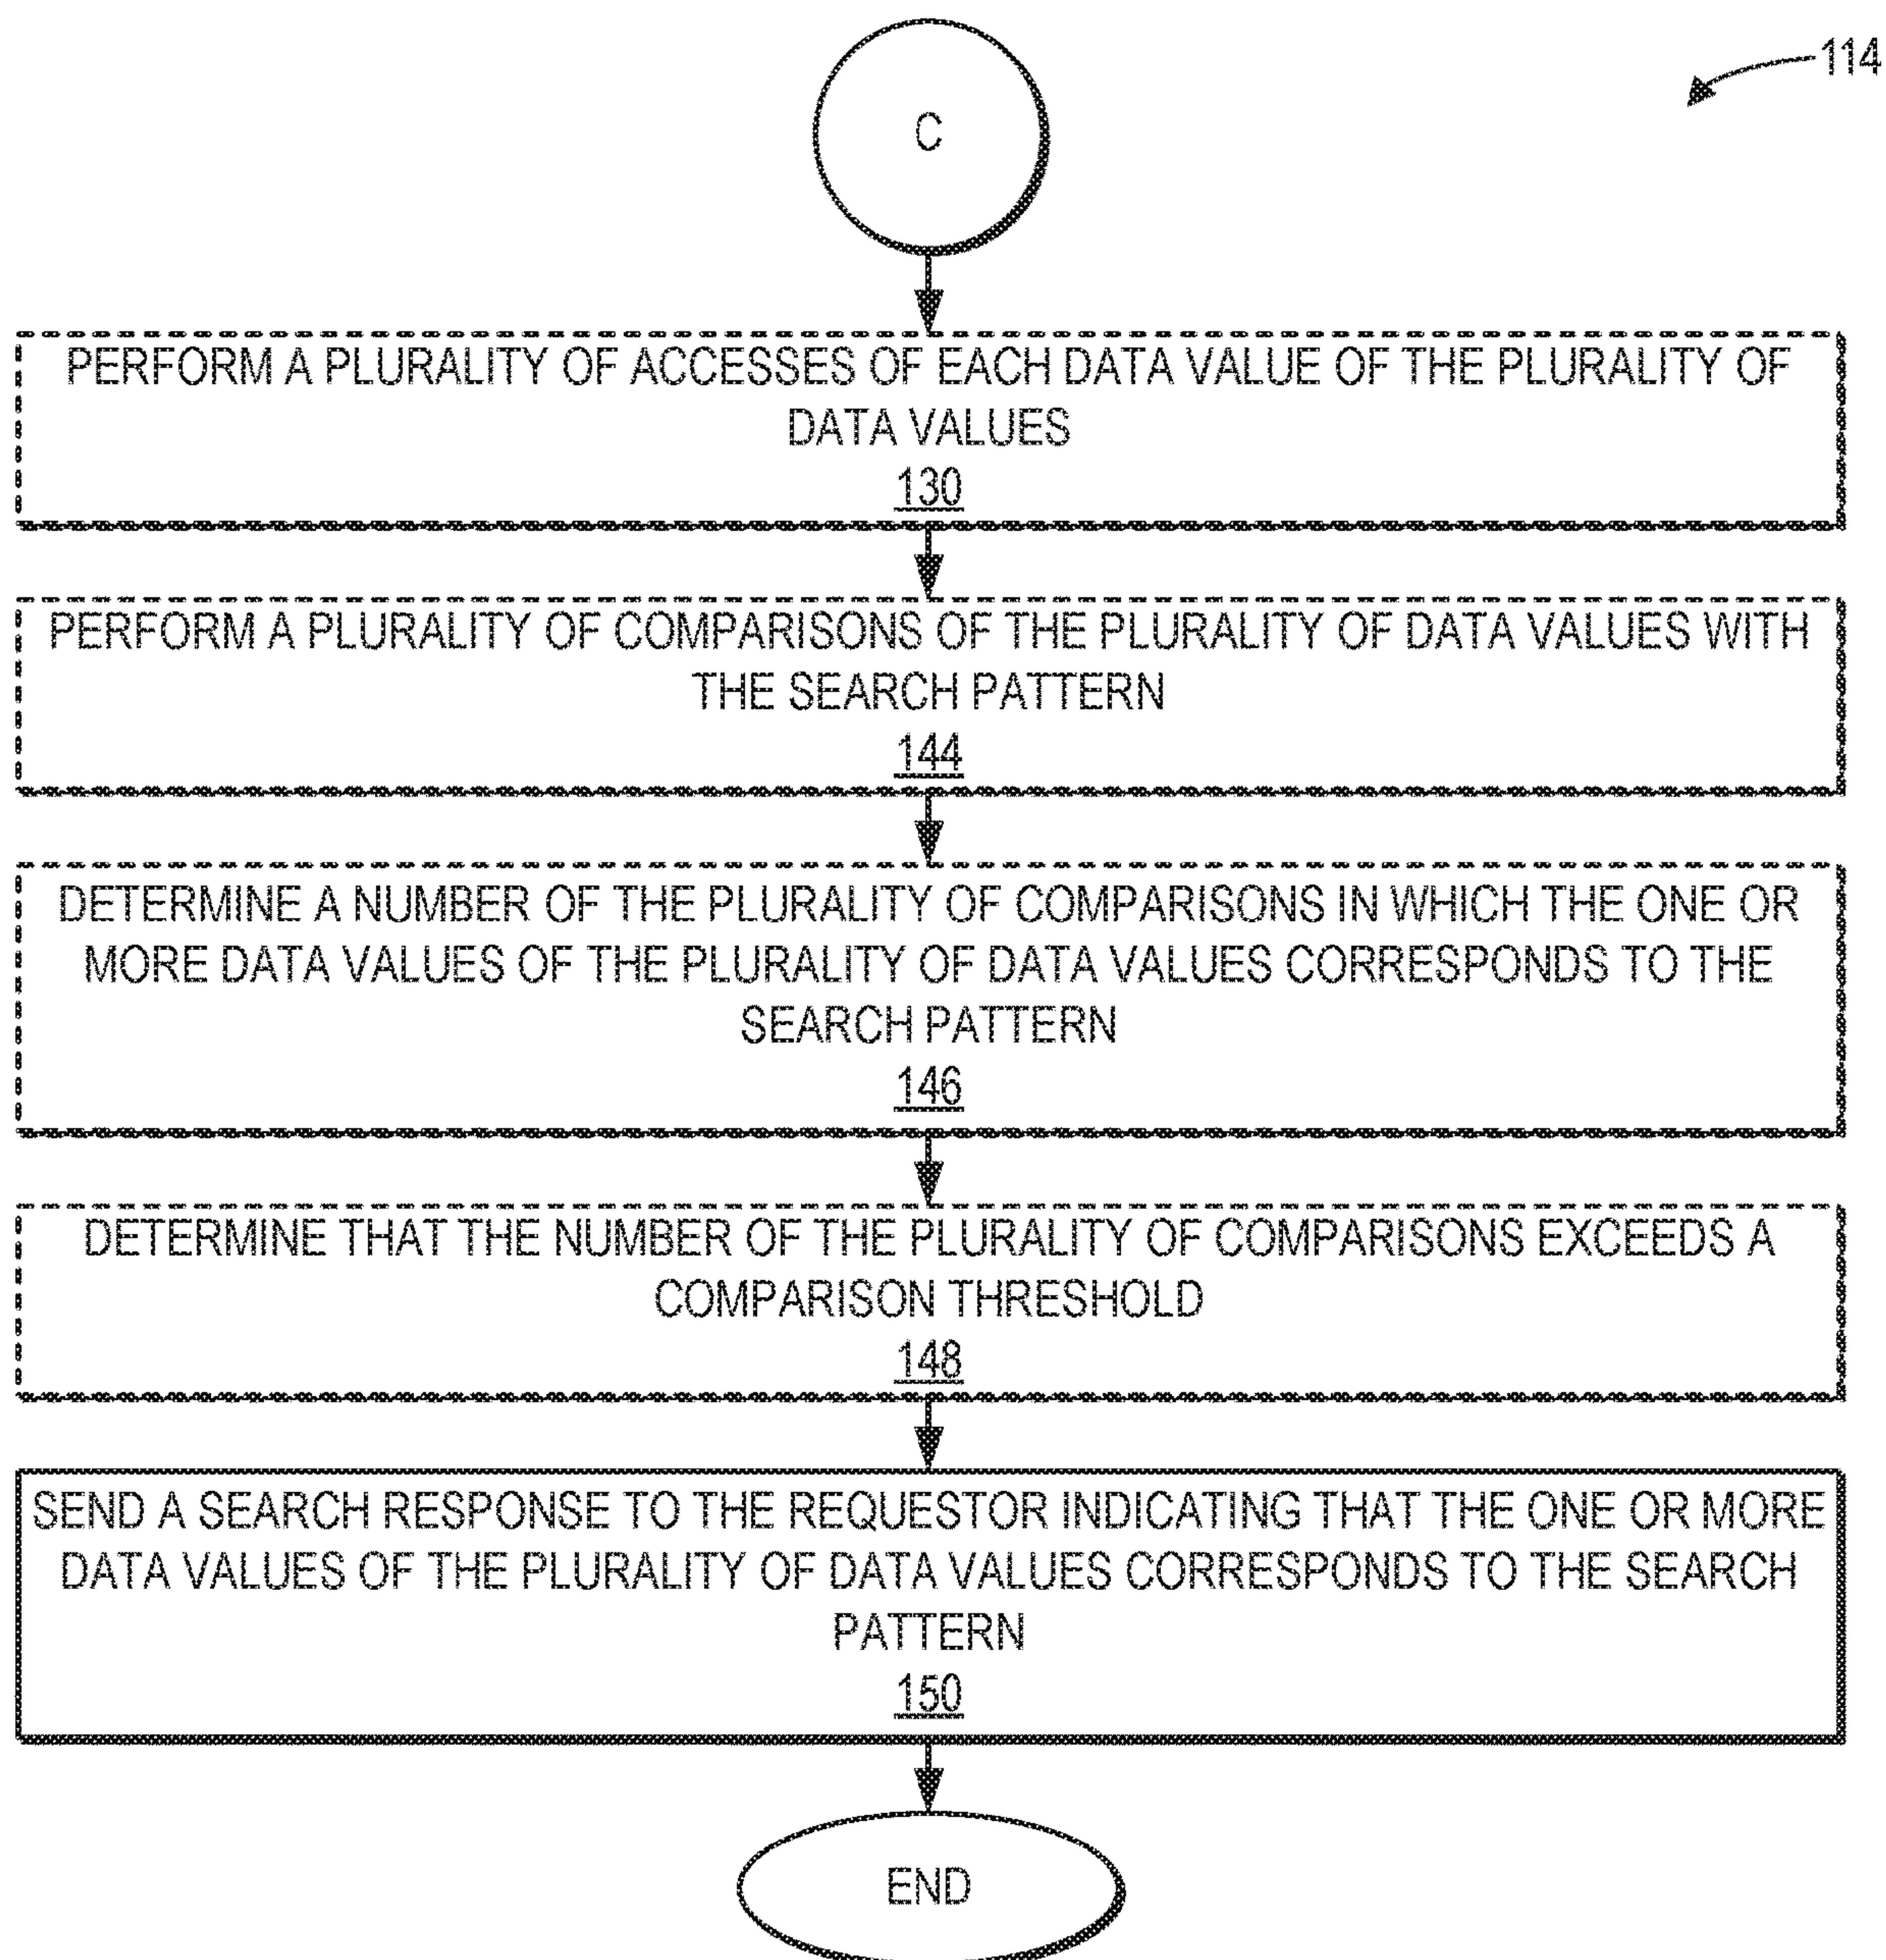 C
114
PERFORM A PLURALITY OF ACCESSES OF EACH DATA VALUE OF THE PLURALITY OF
DATA VALUES
130
PERFORM A PLURALITY OF COMPARISONS OF THE PLURALITY OF DATA VALUES WITH
THE SEARCH PATTERN
144
DETERMINE A NUMBER OF THE PLURALITY OF COMPARISONS IN WHICH THE ONE OR
MORE DATA VALUES OF THE PLURALITY OF DATA VALUES CORRESPONDS TO THE
SEARCH PATTERN
146
DETERMINE THAT THE NUMBER OF THE PLURALITY OF COMPARISONS EXCEEDS A
COMPARISON THRESHOLD
148
SEND A SEARCH RESPONSE TO THE REQUESTOR INDICATING THAT THE ONE OR MORE
DATA VALUES OF THE PLURALITY OF DATA VALUES CORRESPONDS TO THE SEARCH
PATTERN
150
END